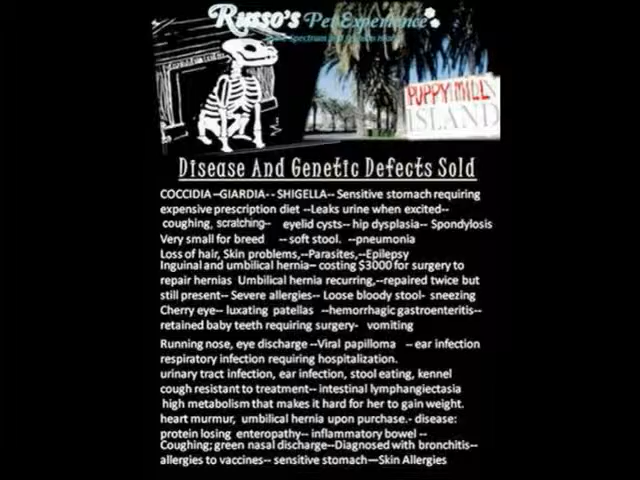 Russo's Pet Experience
PUPPY MILL
ISLAND
Disease And Genetic Defects Sold
COCCIDIA--GIARDIA-- SHIGELLA-- Sensitive stomach requiring
expensive prescription diet --Leaks urine when excited--
coughing, scratching-- eyelid cysts-- hip dysplasia-- Spondylosis
Very small for breed -- soft stool. --pneumonia
Loss of hair, Skin problems,--Parasites,--Epilepsy
Inguinal and umbilical hernia-- costing $3000 for surgery to
repair hernias Umbilical hernia recurring,--repaired twice but
still present-- Severe allergies-- Loose bloody stool- sneezing
Cherry eye-- luxating patellas --hemorrhagic gastroenteritis--
retained baby teeth requiring surgery- vomiting
Running nose, eye discharge --Viral papilloma -- ear infection
respiratory infection requiring hospitalization.
urinary tract infection, ear infection, stool eating, kennel
cough resistant to treatment-- intestinal lymphangiectasia
high metabolism that makes it hard for her to gain weight.
heart murmur, umbilical hernia upon purchase.- disease:
protein losing enteropathy-- inflammatory bowel --
Coughing; green nasal discharge--Diagnosed with bronchitis--
allergies to vaccines-- sensitive stomach—Skin Allergies